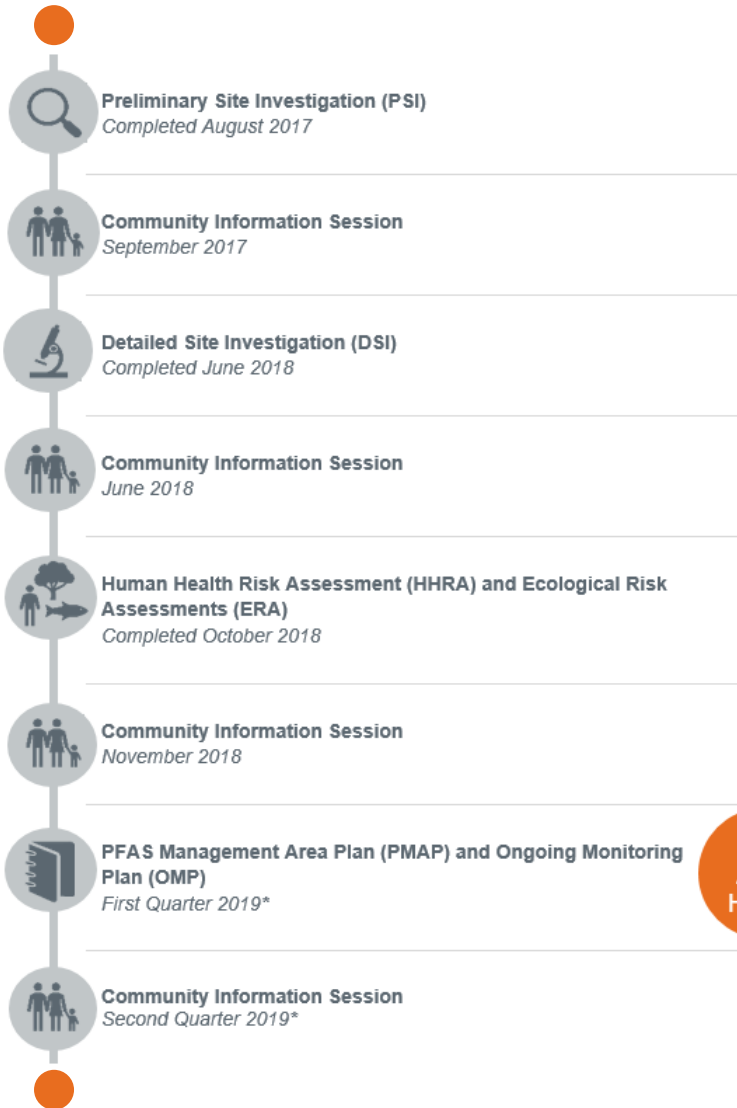 Preliminary Site Investigation (PSI)
Completed August 2017
Community Information Session
September 2017
Detailed Site Investigation (DSI)
Completed June 2018
Community Information Session
June 2018
Human Health Risk Assessment (HHRA) and Ecological Risk
Assessments (ERA)
Completed October 2018
Community Information Session
November 2018
PFAS Management Area Plan (PMAP) and Ongoing Monitoring
Plan (OMP)
First Quarter 2019*
Community Information Session
Second Quarter 2019*